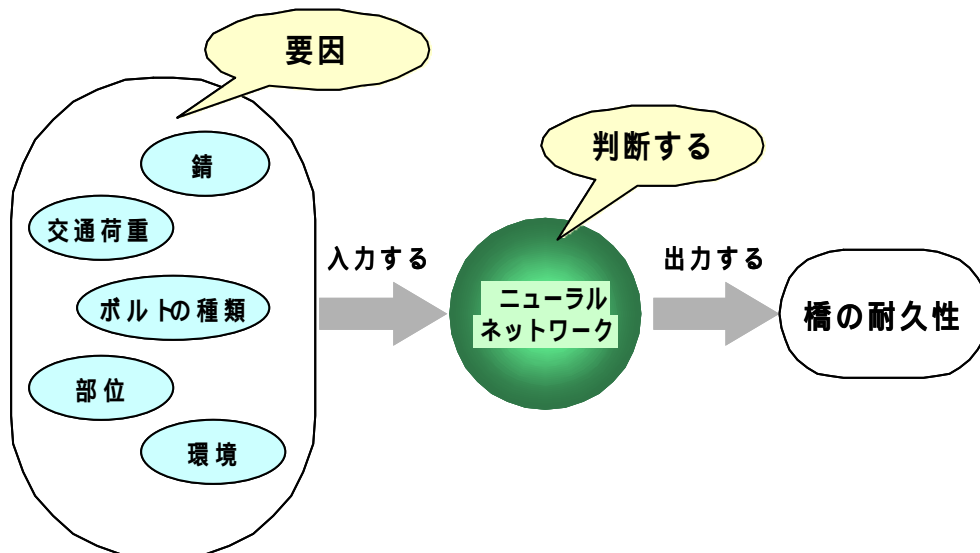 要因
錆
交通荷重
ボルトの種類
部位
環境
入力する
判断する
ニューラル
ネットワーク
出力する
橋の耐久性